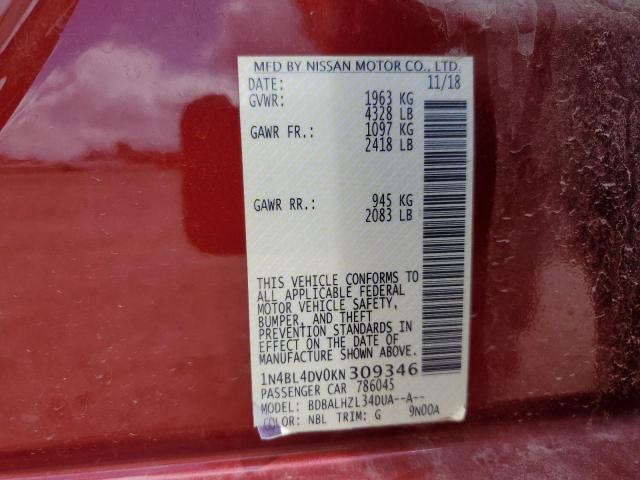 MFD BY NISSAN MOTOR CO., LTD.
DATE: 11/18
GVWR: 1963 KG
4328 LB
GAWR FR.: 1097 KG
2418 LB
GAWR RR.: 945 KG
2083 LB
THIS VEHICLE CONFORMS TO
ALL APPLICABLE FEDERAL
MOTOR VEHICLE SAFETY,
BUMPER, AND THEFT
PREVENTION STANDARDS IN
EFFECT ON THE DATE OF
MANUFACTURE SHOWN ABOVE.
1N4BL4DV0KN309346
PASSENGER CAR 786045
MODEL: BDBALHZL34DUA--A--
COLOR: NBL TRIM: G 9N00A